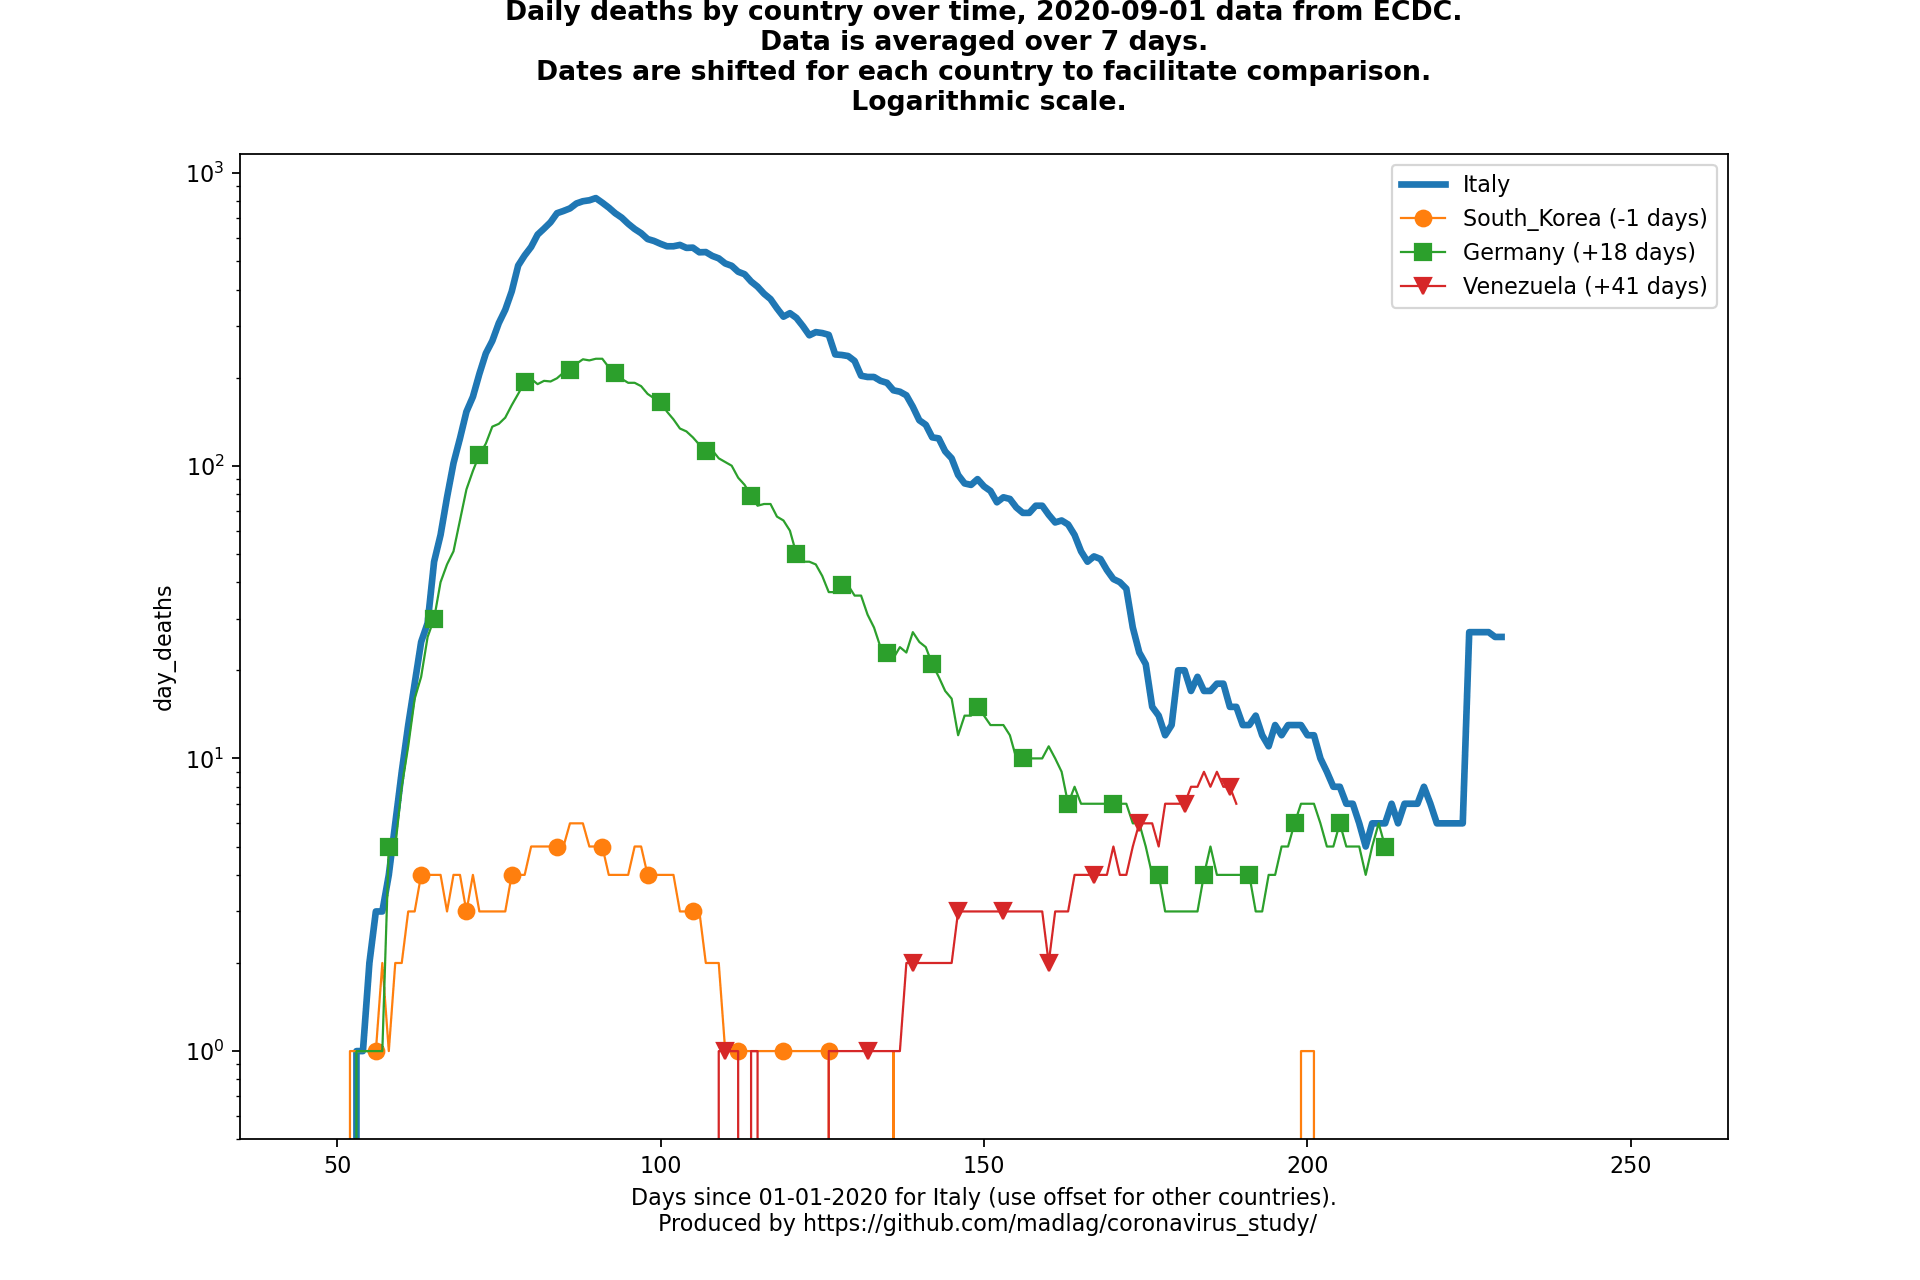 Daily deaths by country over time, 2020-09-01 data from ECDC.
Data is averaged over 7 days.
Dates are shifted for each country to facilitate comparison.
Logarithmic scale.
10³
10²
10¹
10⁰
day_deaths
Italy
South_Korea (-1 days)
Germany (+18 days)
Venezuela (+41 days)
50 100 150 200 250
Days since 01-01-2020 for Italy (use offset for other countries).
Produced by https://github.com/madlag/coronavirus_study/